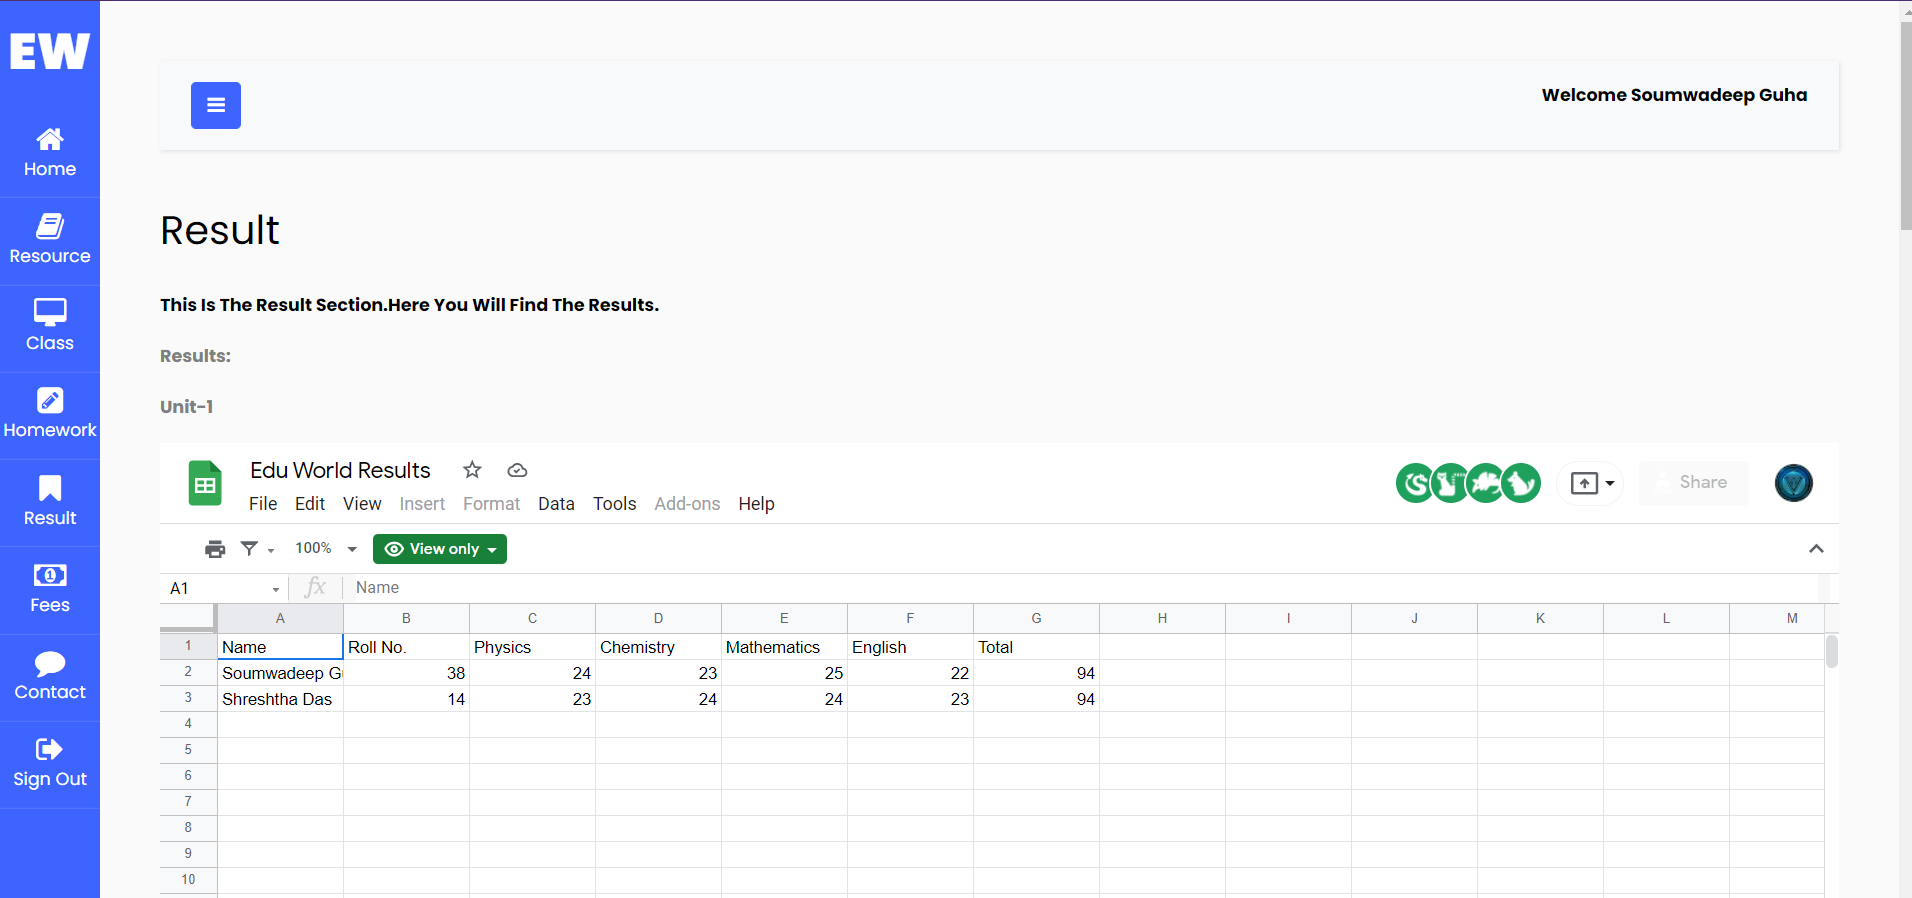 EW
Home
Resource
Class
Homework
Result
Fees
Contact
Sign Out
Welcome Soumwadeep Guha
Result
This Is The Result Section.Here You Will Find The Results.
Results:
Unit-1
Edu World Results
File Edit View Insert Format Data Tools Add-ons Help
Share
100% View only
A1 fx Name
A B C D E F G H I J K L M
1 Name Roll No. Physics Chemistry Mathematics English Total
2 Soumwadeep Gu 38 24 23 25 22 94
3 Shreshtha Das 14 23 24 24 23 94
4
5
6
7
8
9
10